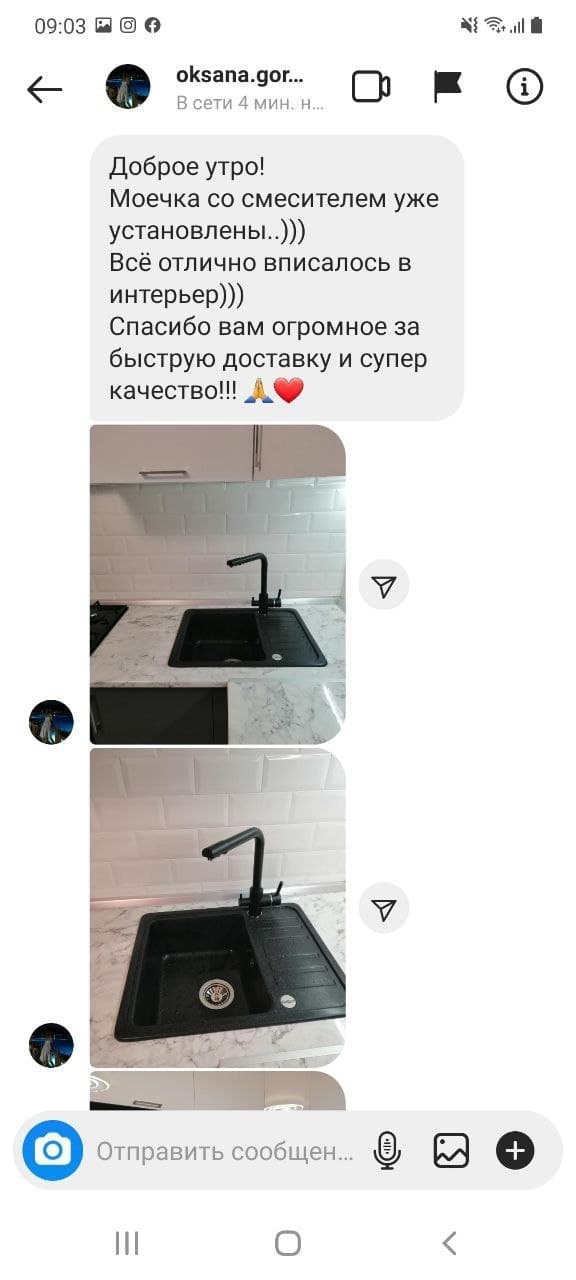 09:03
oksana.gor...
В сети 4 мин. н...
Доброе утро!
Моечка со смесителем уже
установлены..)))
Всё отлично вписалось в
интерьер)))
Спасибо вам огромное за
быструю доставку и супер
качество!!! 🙏❤️
Отправить сообщен...